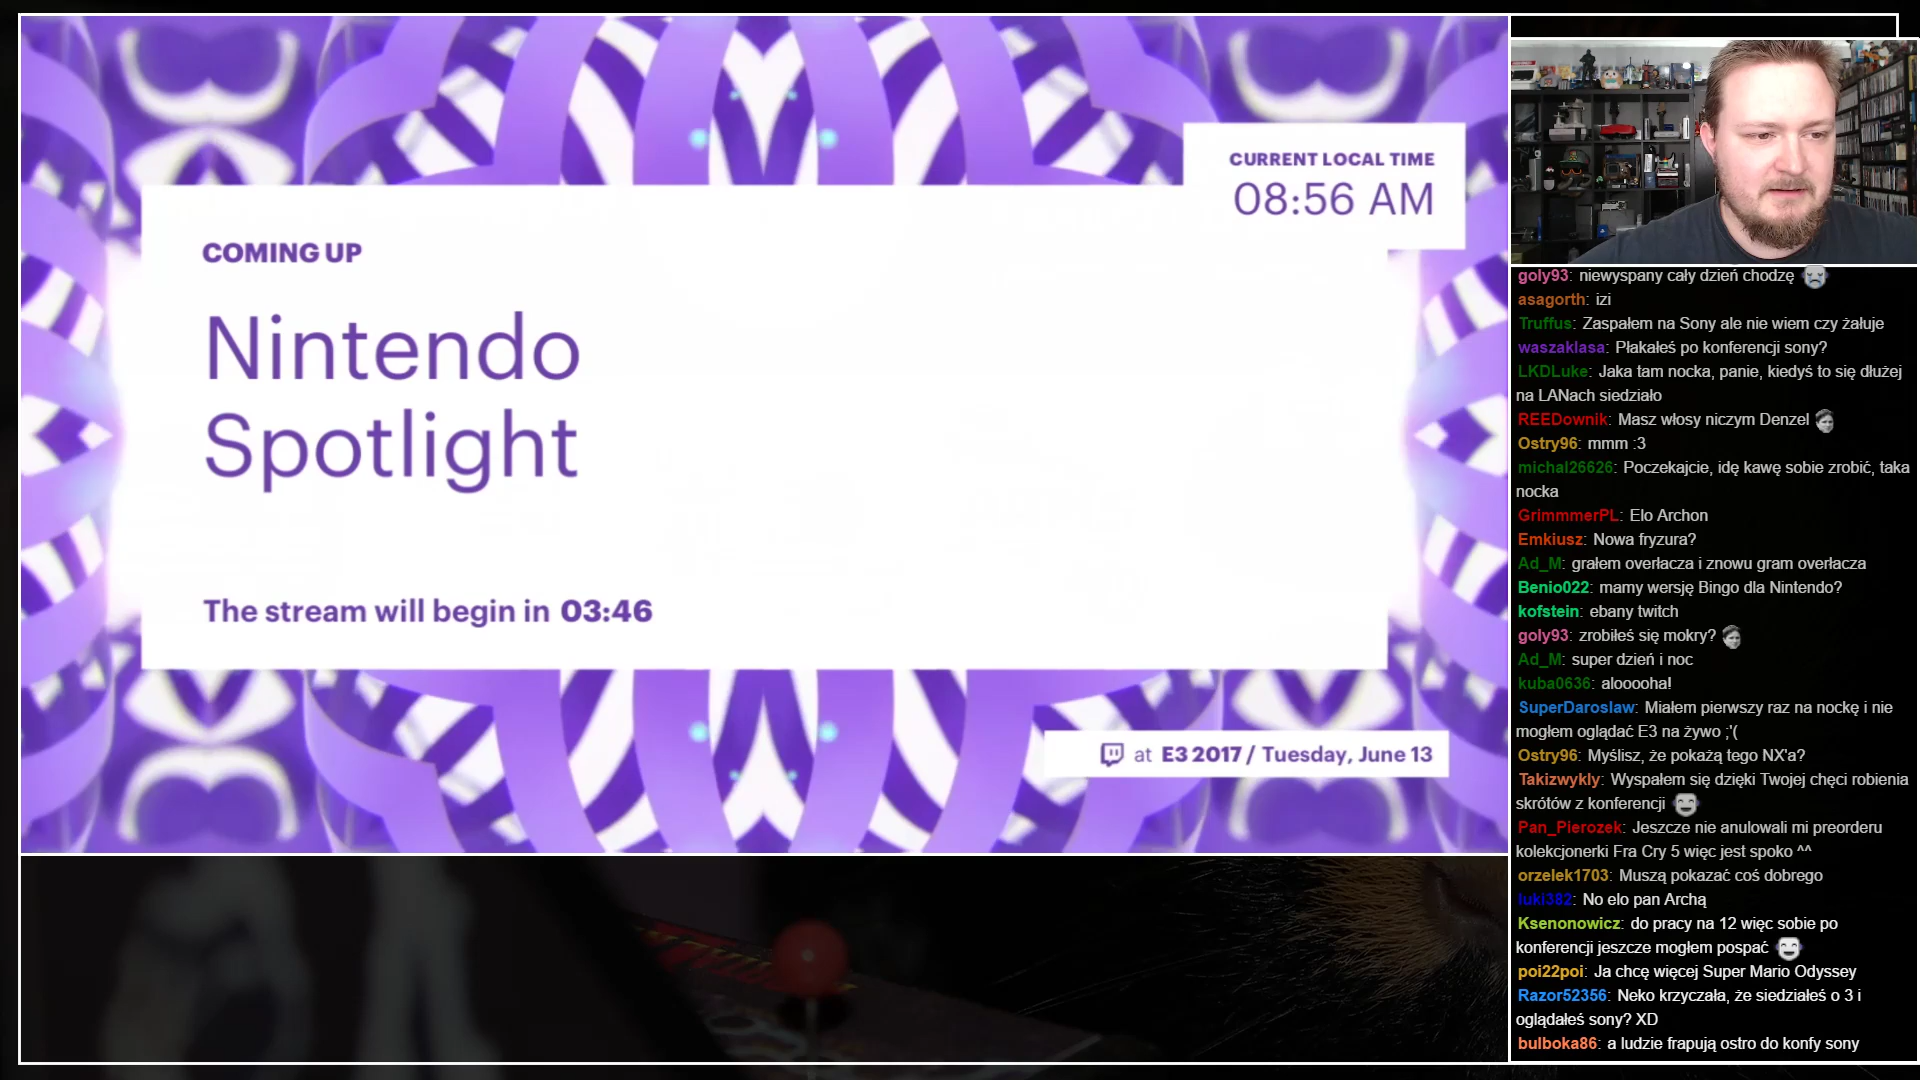 CURRENT LOCAL TIME
08:56 AM
COMING UP
Nintendo
Spotlight
The stream will begin in 03:46
at E3 2017 / Tuesday, June 13
goly93: niewyspany cały dzień chodzę
asagorth: izi
Truffus: Zaspałem na Sony ale nie wiem czy żałuje
waszaklasa: Płakałeś po konferencji sony?
LKDLuke: Jaka tam nocka, panie, kiedyś to się dłużej
na LANach siedziało
REEDownik: Masz włosy niczym Denzel
Ostry96: mmm :3
michal26626: Poczekajcie, idę kawę sobie zrobić, taka
nocka
GrimmmerPL: Elo Archon
Emkiusz: Nowa fryzura?
Ad_M: grałem overłacza i znowu gram overłacza
Benio022: mamy wersję Bingo dla Nintendo?
kofstein: ebany twitch
goly93: zrobiłeś się mokry?
Ad_M: super dzień i noc
kuba0636: alooooha!
SuperDaroslaw: Miałem pierwszy raz na nockę i nie
mogłem oglądać E3 na żywo ;'(
Ostry96: Myślisz, że pokażą tego NX'a?
Takizwykly: Wyspałem się dzięki Twojej chęci robienia
skrótów z konferencji
Pan_Pierozek: Jeszcze nie anulowali mi preorderu
kolekcjonerki Fra Cry 5 więc jest spoko ^^
orzelek1703: Muszą pokazać coś dobrego
luki382: No elo pan Archą
Ksenonowicz: do pracy na 12 więc sobie po
konferencji jeszcze mogłem pospać
poi22poi: Ja chcę więcej Super Mario Odyssey
Razor52356: Neko krzyczała, że siedziałeś o 3 i
oglądałeś sony? XD
bulboka86: a ludzie frapują ostro do konfy sony